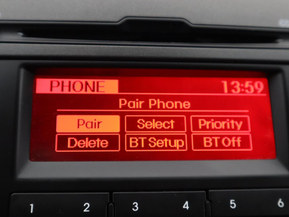 PHONE 13:59
Pair Phone
Pair Select Priority
Delete BT Setup BT Off
1 2 3 4 5 6